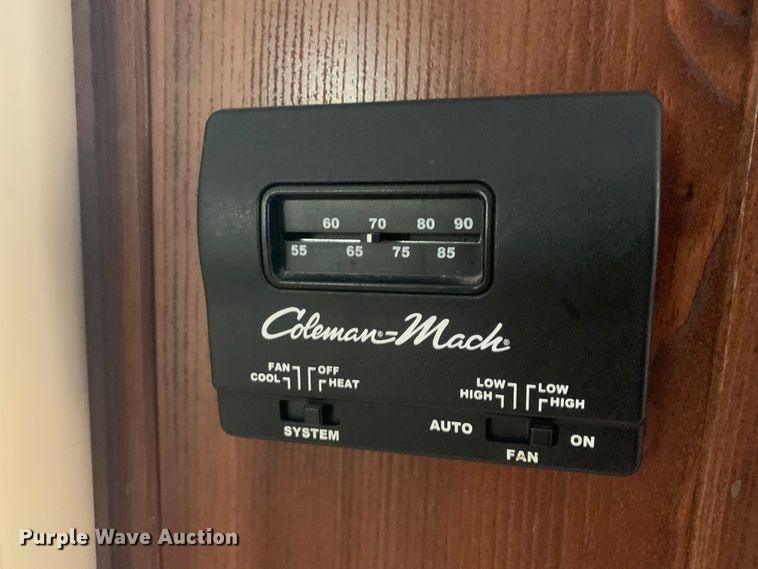 60 70 80 90
55 65 75 85
Coleman®-Mach®
FAN OFF
COOL HEAT
LOW LOW
HIGH HIGH
AUTO ON
SYSTEM
FAN
Purple Wave Auction